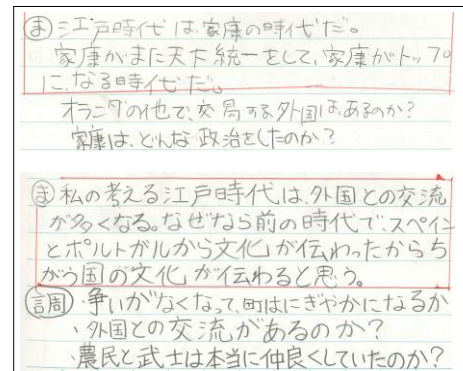 ま 江戸時代は、家康の時代だ。
家康がまた天下統一をして、家康がトップ
になる時代だ。
オランダの他で、交易する外国は、あるのか?
家康は、どんな政治をしたのか?
ま 私の考える江戸時代は、外国との交流
が多くなる。なぜなら前の時代で、スペイン
とポルトガルから文化が伝わったからち
がう国の文化が伝わると思う。
調 ・争いがなくなって、町はにぎやかになるか
・外国との交流があるのか?
・農民と武士は本当に仲良くしていたのか?